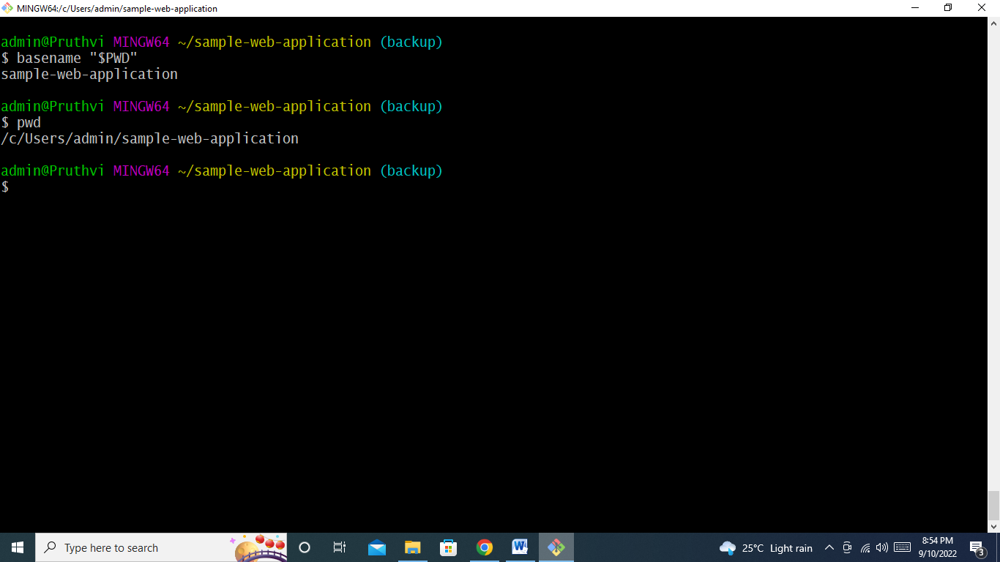 MINGW64:/c/Users/admin/sample-web-application
admin@Pruthvi MINGW64 ~/sample-web-application (backup)
$ basename "$PWD"
sample-web-application
admin@Pruthvi MINGW64 ~/sample-web-application (backup)
$ pwd
/c/Users/admin/sample-web-application
admin@Pruthvi MINGW64 ~/sample-web-application (backup)
$
Type here to search
W
25°C Light rain
8:54 PM
9/10/2022
3